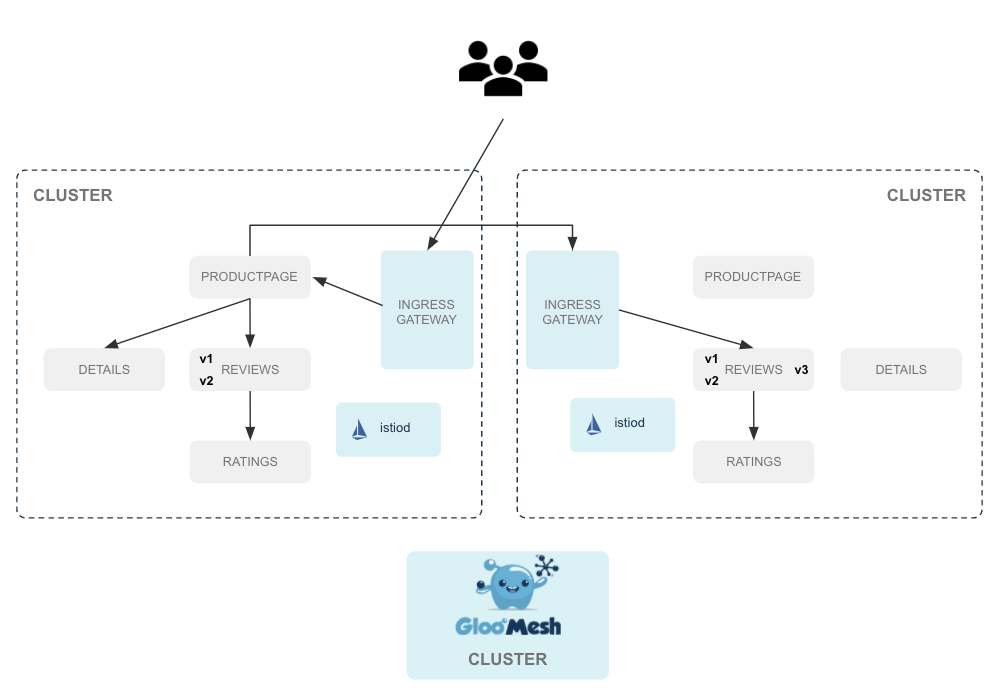 CLUSTER
CLUSTER
PRODUCTPAGE
INGRESS
GATEWAY
INGRESS
GATEWAY
PRODUCTPAGE
DETAILS
v1
v2
REVIEWS
v1
v2
REVIEWS
v3
DETAILS
istiod
istiod
RATINGS
RATINGS
Gloo Mesh
CLUSTER